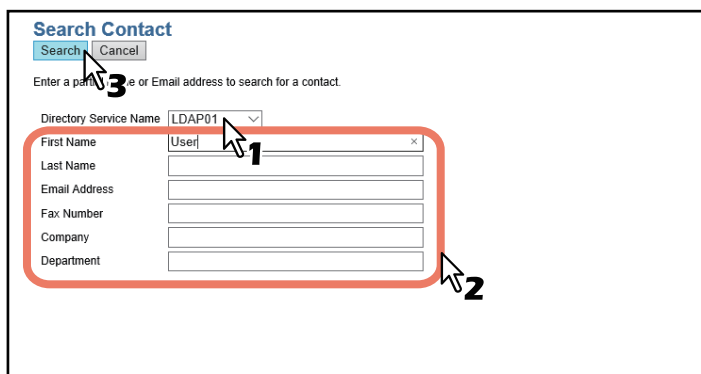 Search Contact
Search Cancel
3
Enter a part e or Email address to search for a contact.
Directory Service Name LDAP01
1
First Name User ×
Last Name
Email Address
Fax Number
Company
Department
2